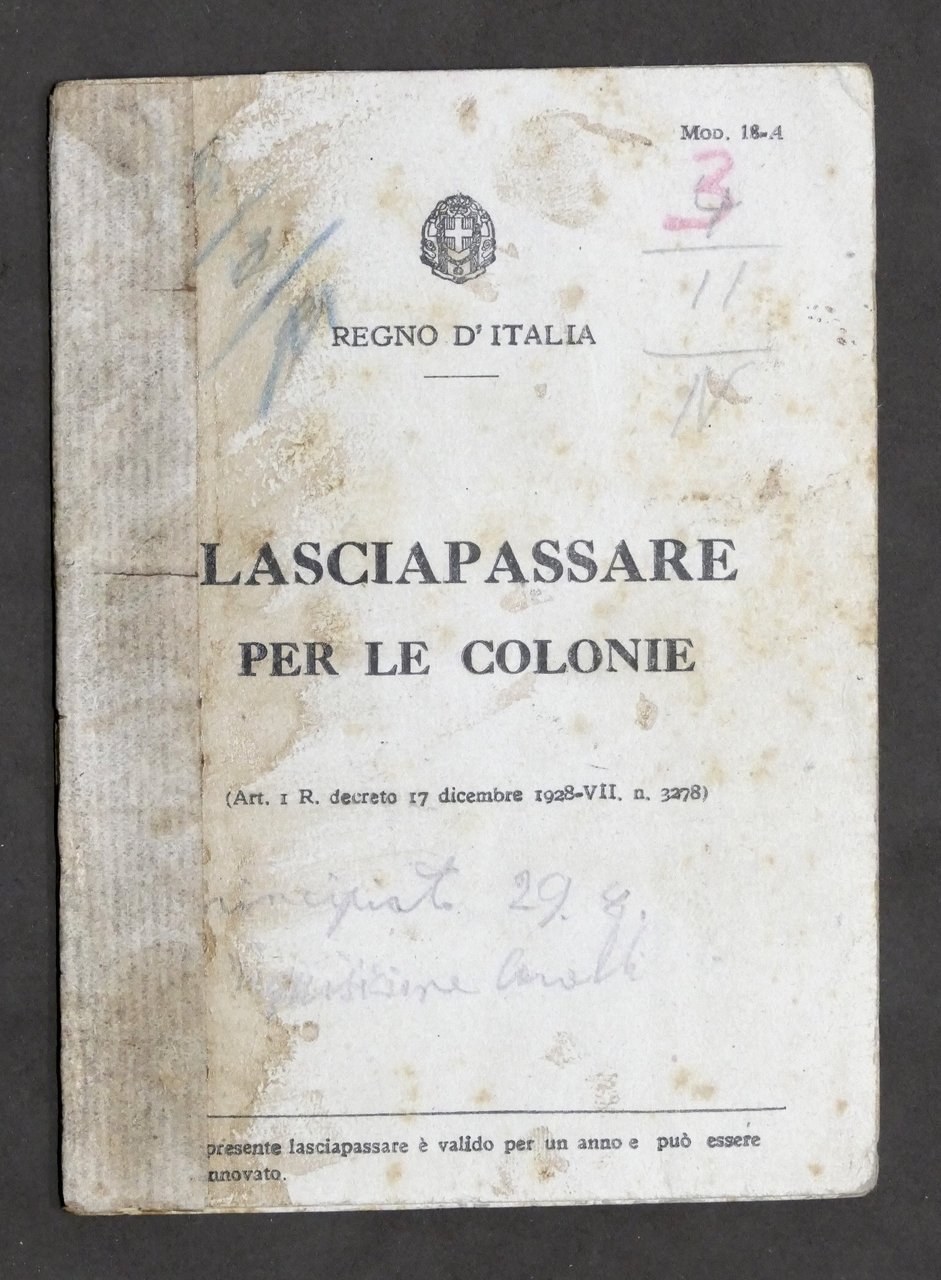 Mod. 18-A
3
11
REGNO D'ITALIA
LASCIAPASSARE
PER LE COLONIE
(Art. 1 R. decreto 17 dicembre 1928-VII. n. 3278)
29.
presente lasciapassare è valido per un anno e può essere
nnovato.